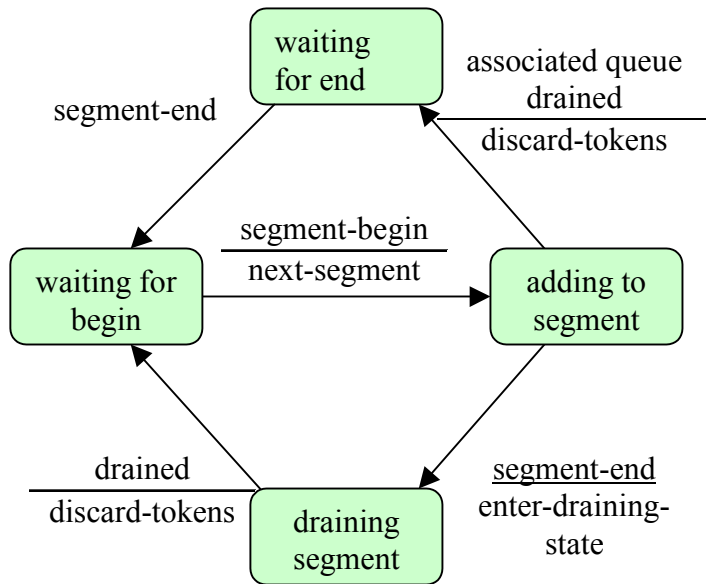 waiting
for end
associated queue
drained
discard-tokens
segment-end
segment-begin
next-segment
waiting for
begin
adding to
segment
drained
discard-tokens
draining
segment
segment-end
enter-draining-
state